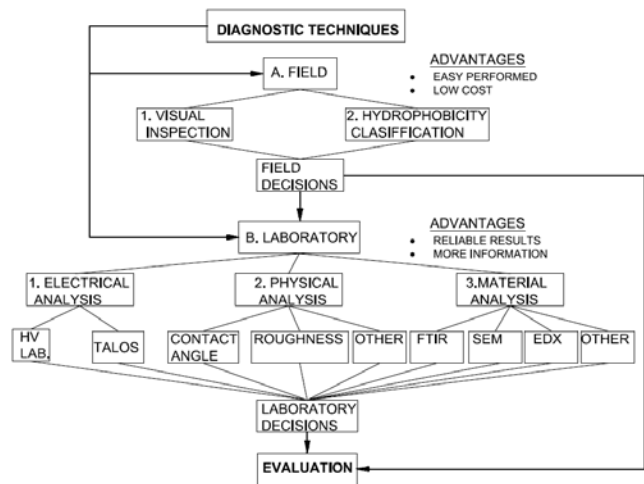 DIAGNOSTIC TECHNIQUES
ADVANTAGES
• EASY PERFORMED
• LOW COST
A. FIELD
1. VISUAL
INSPECTION
2. HYDROPHOBICITY
CLASIFFICATION
FIELD
DECISIONS
ADVANTAGES
• RELIABLE RESULTS
• MORE INFORMATION
B. LABORATORY
1. ELECTRICAL
ANALYSIS
2. PHYSICAL
ANALYSIS
3.MATERIAL
ANALYSIS
HV
LAB.
TALOS
CONTACT
ANGLE
ROUGHNESS
OTHER
FTIR
SEM
EDX
OTHER
LABORATORY
DECISIONS
EVALUATION